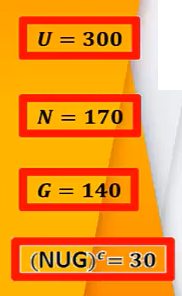 U = 300
N = 170
G = 140
(NUG)ᶜ = 30